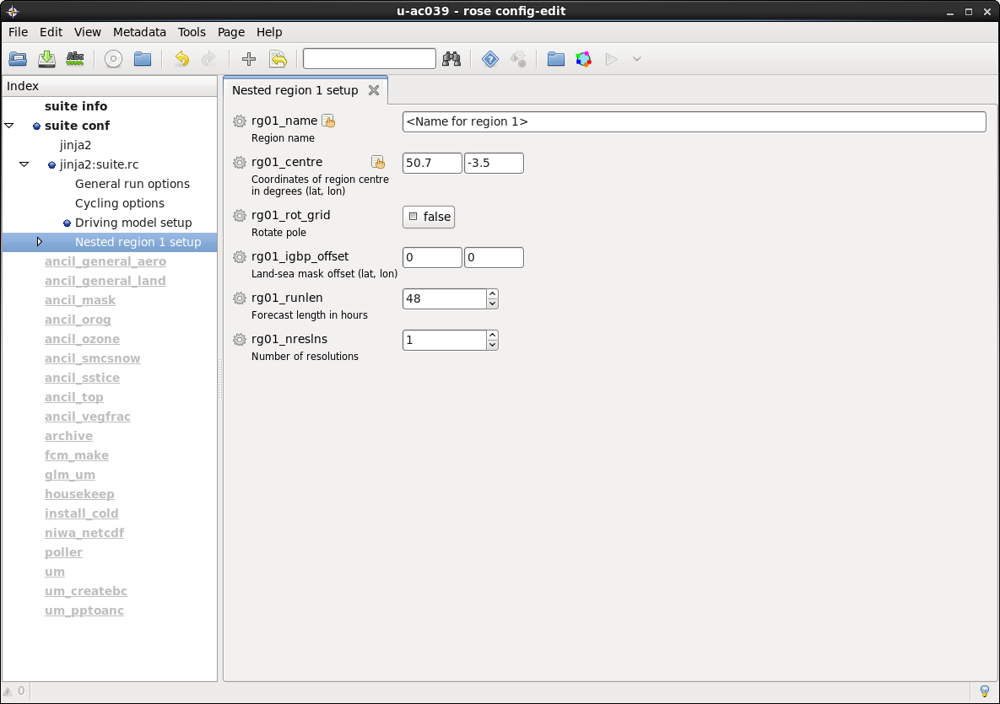 u-ac039 - rose config-edit
File Edit View Metadata Tools Page Help
Abc
Index
suite info
suite conf
jinja2
jinja2:suite.rc
General run options
Cycling options
Driving model setup
Nested region 1 setup
ancil_general_aero
ancil_general_land
ancil_mask
ancil_orog
ancil_ozone
ancil_smcsnow
ancil_sstice
ancil_top
ancil_vegfrac
archive
fcm_make
glm_um
housekeep
install_cold
niwa_netcdf
poller
um
um_createbc
um_pptoanc
Nested region 1 setup
rg01_name <Name for region 1>
Region name
rg01_centre 50.7 -3.5
Coordinates of region centre
in degrees (lat, lon)
rg01_rot_grid false
Rotate pole
rg01_igbp_offset 0 0
Land-sea mask offset (lat, lon)
rg01_runlen 48
Forecast length in hours
rg01_nreslns 1
Number of resolutions
0